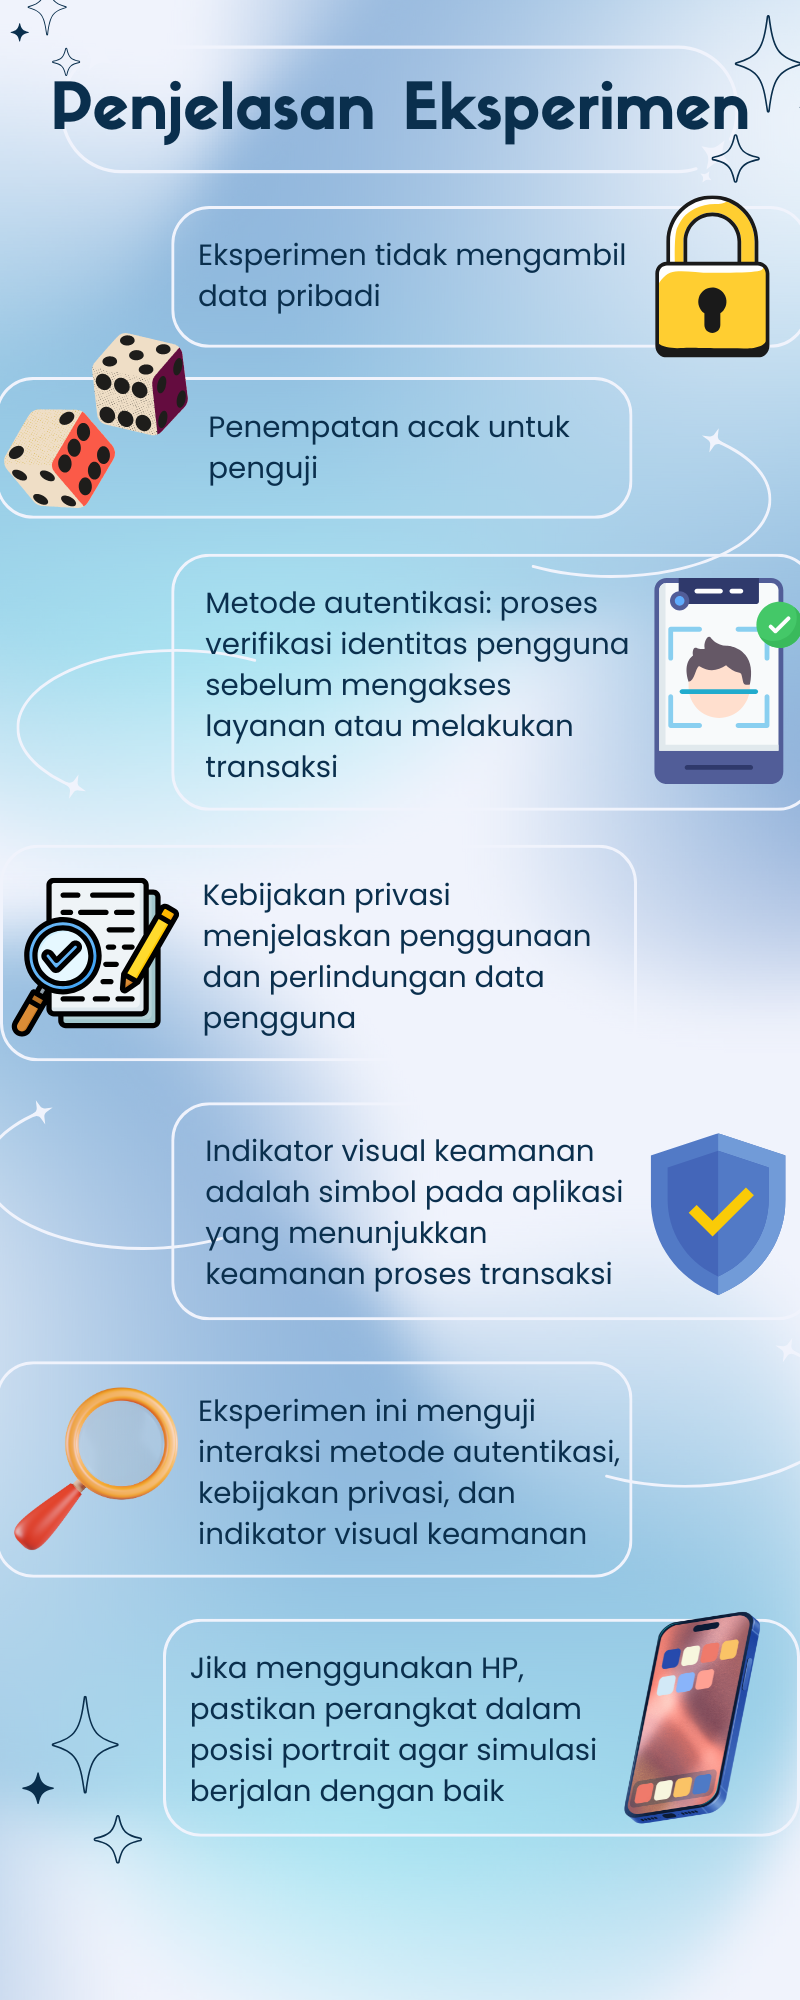 Penjelasan Eksperimen
Eksperimen tidak mengambil
data pribadi
Penempatan acak untuk
penguji
Metode autentikasi: proses
verifikasi identitas pengguna
sebelum mengakses
layanan atau melakukan
transaksi
Kebijakan privasi
menjelaskan penggunaan
dan perlindungan data
pengguna
Indikator visual keamanan
adalah simbol pada aplikasi
yang menunjukkan
keamanan proses transaksi
Eksperimen ini menguji
interaksi metode autentikasi,
kebijakan privasi, dan
indikator visual keamanan
Jika menggunakan HP,
pastikan perangkat dalam
posisi portrait agar simulasi
berjalan dengan baik